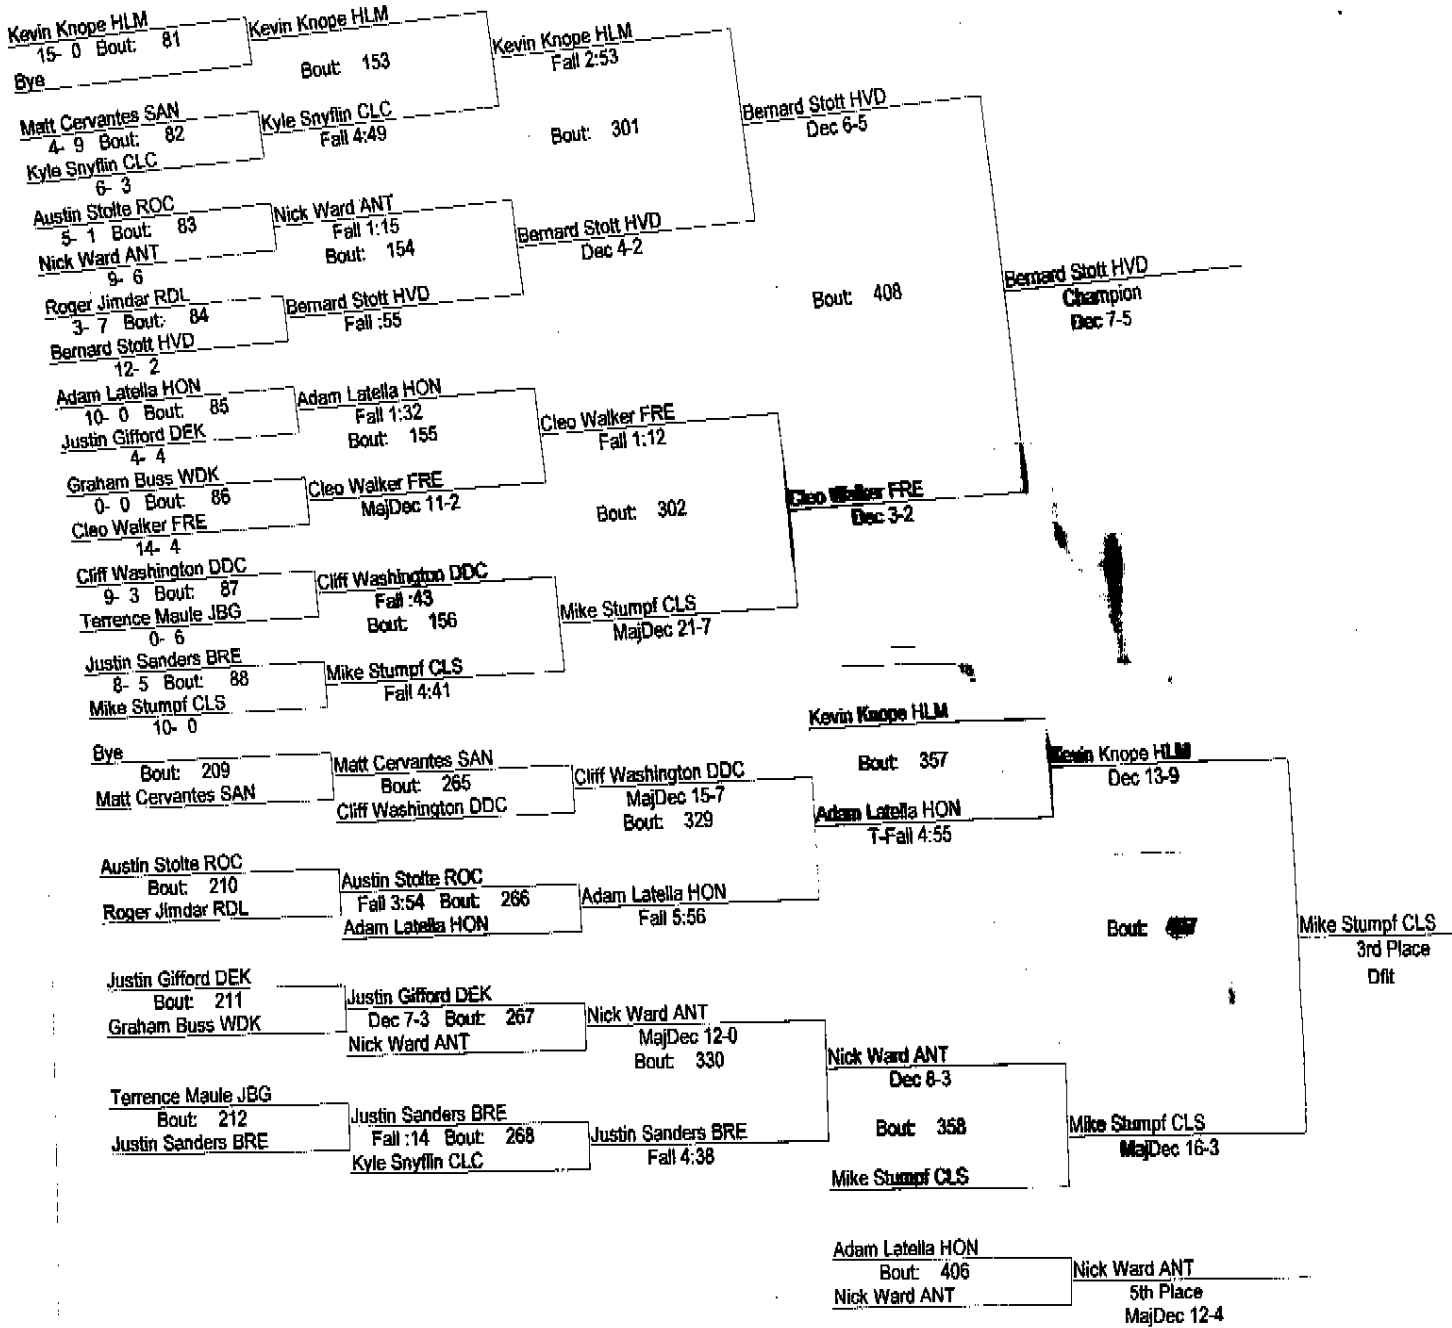 Kevin Knope HLM
15- 0 Bout: 81
Bye
Matt Cervantes SAN
4- 9 Bout: 82
Kyle Snyflin CLC
6- 3
Austin Stolte ROC
5- 1 Bout: 83
Nick Ward ANT
9- 6
Roger Jimdar RDL
3- 7 Bout: 84
Bernard Stott HVD
12- 2
Adam Latella HON
10- 0 Bout: 85
Justin Gifford DEK
4- 4
Graham Buss WDK
0- 0 Bout: 86
Cleo Walker FRE
14- 4
Cliff Washington DDC
9- 3 Bout: 87
Terrence Maule JBG
0- 6
Justin Sanders BRE
8- 5 Bout: 88
Mike Stumpf CLS
10- 0
Kevin Knope HLM
Bout: 153
Kyle Snyflin CLC
Fall 4:49
Nick Ward ANT
Fall 1:15
Bout: 154
Bernard Stott HVD
Fall :55
Adam Latella HON
Fall 1:32
Bout: 155
Cleo Walker FRE
MajDec 11-2
Cliff Washington DDC
Fall :43
Bout: 156
Mike Stumpf CLS
Fall 4:41
Kevin Knope HLM
Fall 2:53
Bout: 301
Bernard Stott HVD
Dec 4-2
Cleo Walker FRE
Fall 1:12
Bout: 302
Mike Stumpf CLS
MajDec 21-7
Bernard Stott HVD
Dec 6-5
Bout: 408
Cleo Walker FRE
Dec 3-2
Bernard Stott HVD
Champion
Dec 7-5
Bye
Bout: 209
Matt Cervantes SAN
Austin Stolte ROC
Bout: 210
Roger Jimdar RDL
Justin Gifford DEK
Bout: 211
Graham Buss WDK
Terrence Maule JBG
Bout: 212
Justin Sanders BRE
Matt Cervantes SAN
Bout: 265
Cliff Washington DDC
Austin Stolte ROC
Fall 3:54 Bout: 266
Adam Latella HON
Justin Gifford DEK
Dec 7-3 Bout: 267
Nick Ward ANT
Justin Sanders BRE
Fall :14 Bout: 268
Kyle Snyflin CLC
Cliff Washington DDC
MajDec 15-7
Bout: 329
Adam Latella HON
Fall 5:56
Nick Ward ANT
MajDec 12-0
Bout: 330
Justin Sanders BRE
Fall 4:38
Kevin Knope HLM
Bout: 357
Adam Latella HON
T-Fall 4:55
Nick Ward ANT
Dec 8-3
Bout: 358
Mike Stumpf CLS
Kevin Knope HLM
Dec 13-9
Bout:
Mike Stumpf CLS
MajDec 16-3
Mike Stumpf CLS
3rd Place
Dflt
Adam Latella HON
Bout: 406
Nick Ward ANT
Nick Ward ANT
5th Place
MajDec 12-4